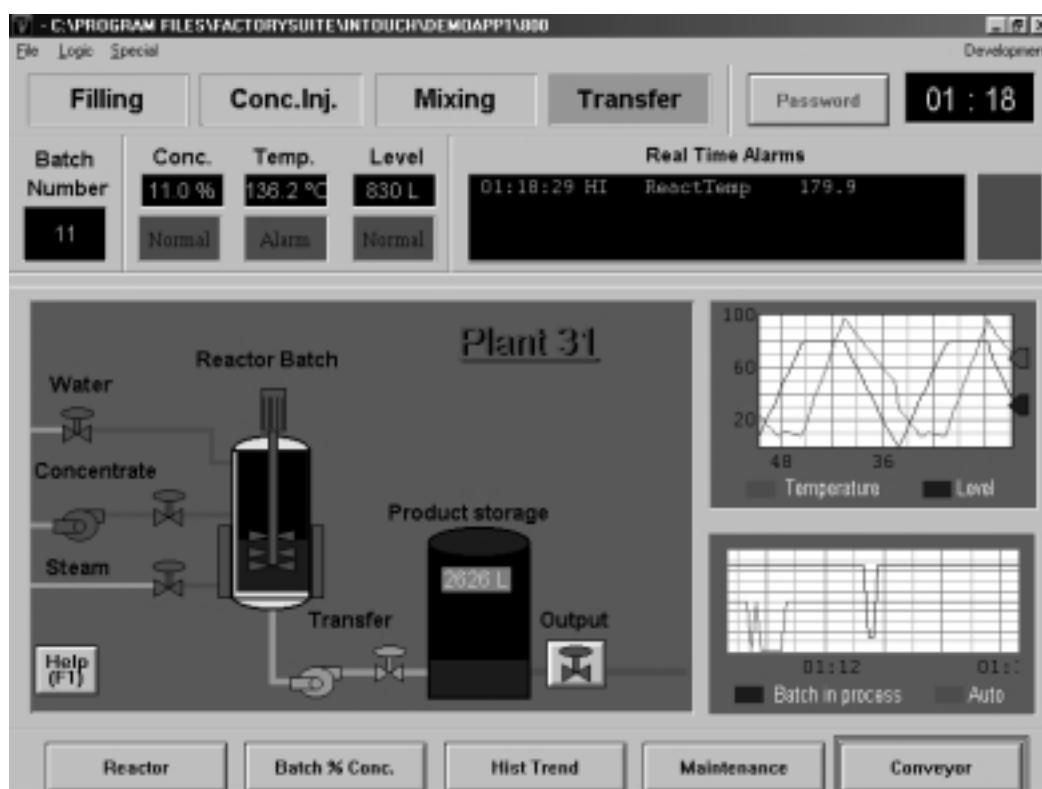 - C:\PROGRAM FILES\FACTORYSUITE\INTOUCH\DEMOAPP1\800
File Logic Special Developmen
Filling Conc.Inj. Mixing Transfer Password 01 : 18
Batch Number
11
Conc. Temp. Level
11.0 % 136.2 °C 830 L
Normal Alarm Normal
Real Time Alarms
01:18:29 HI ReactTemp 179.9
Plant 31
Reactor Batch
Water
Concentrate
Steam
Product storage
2626 L
Transfer
Output
Help
(F1)
100
60
20
48 36
Temperature Level
01:12 01:
Batch in process Auto
Reactor Batch % Conc. Hist Trend Maintenance Conveyor